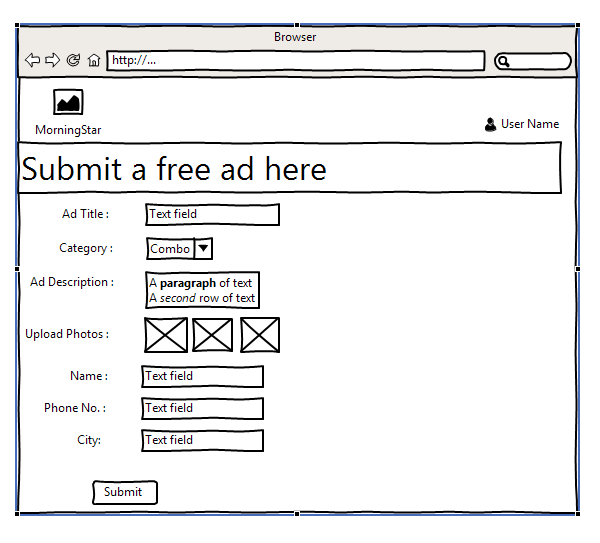 Browser
http://...
MorningStar
User Name
Submit a free ad here
Ad Title :
Text field
Category :
Combo
Ad Description :
A paragraph of text
A second row of text
Upload Photos :
Name :
Text field
Phone No. :
Text field
City:
Text field
Submit